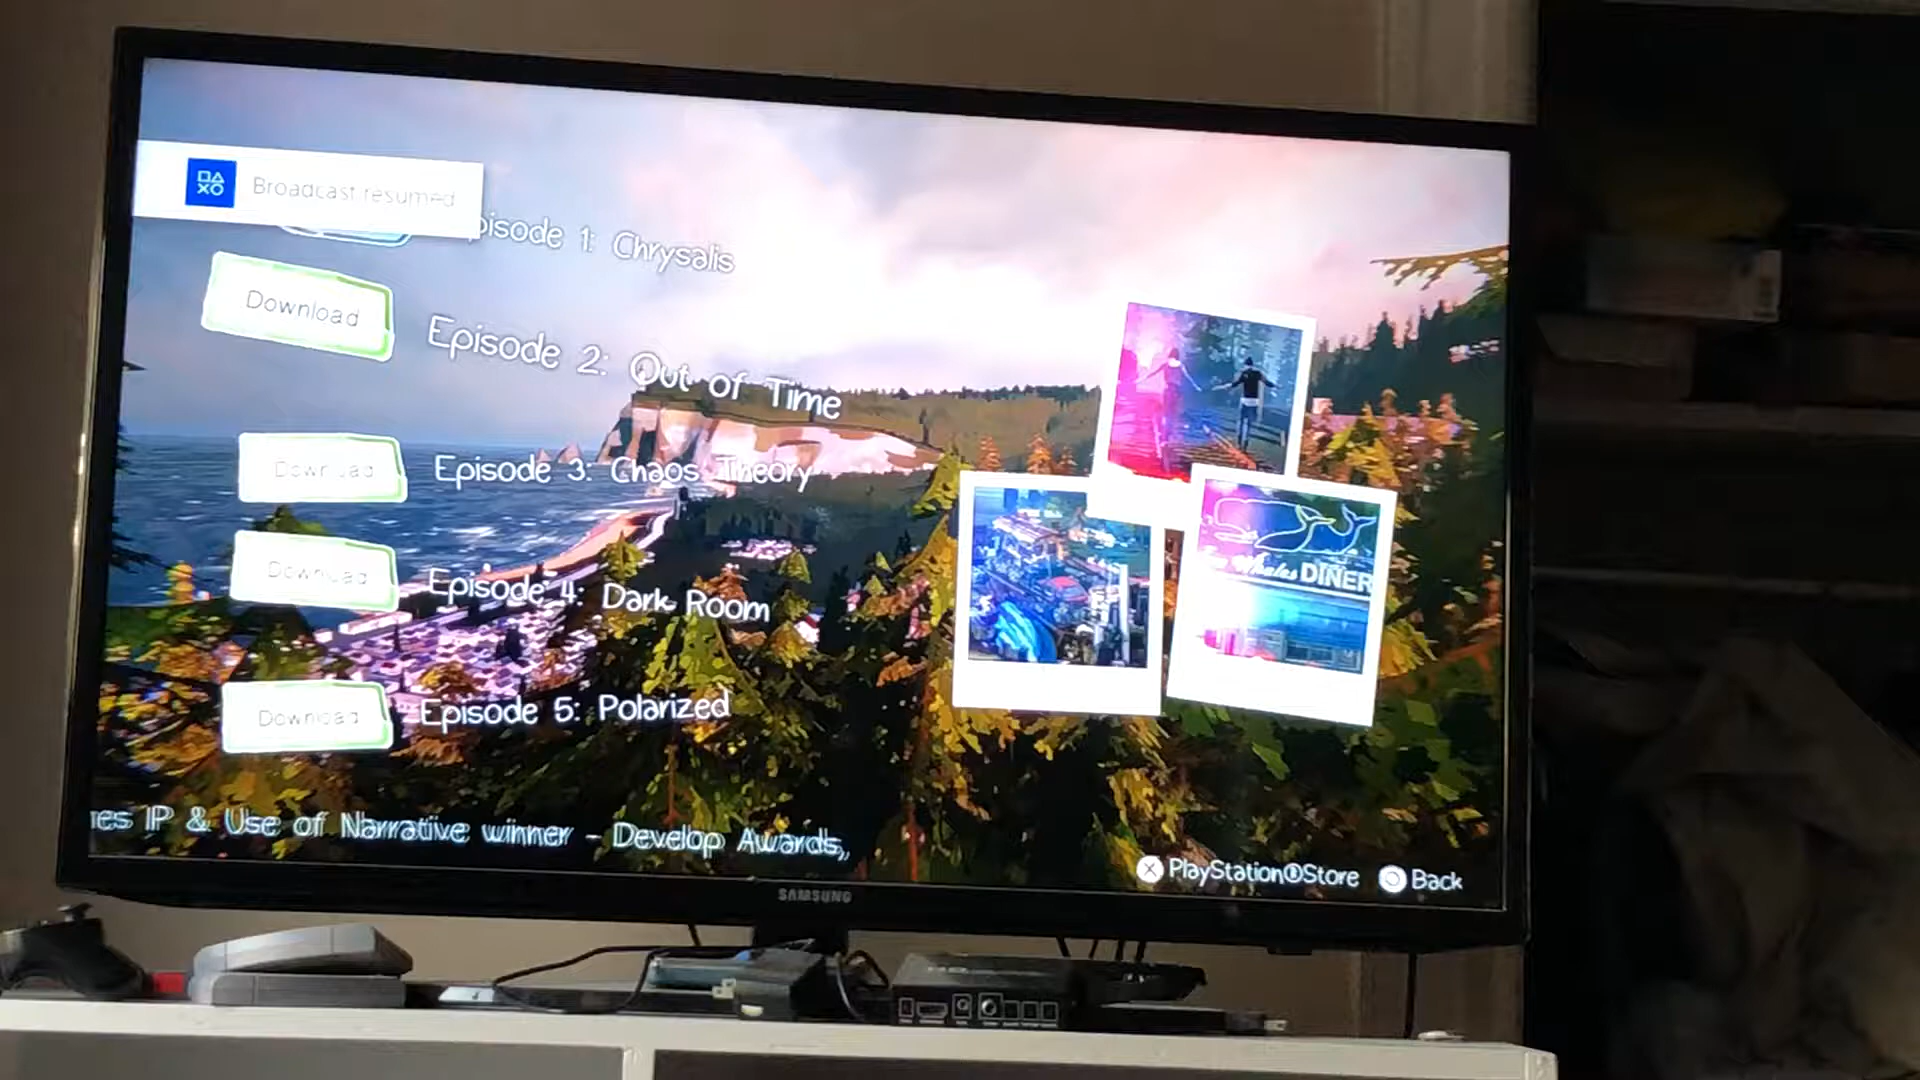 Broadcast resumed
pisode 1: Chrysalis
Download
Episode 2: Out of Time
Download
Episode 3: Chaos Theory
Download
Episode 4: Dark Room
Download
Episode 5: Polarized
Two Whales DINER
es IP & Use of Narrative winner - Develop Awards,
PlayStation®Store
Back
SAMSUNG